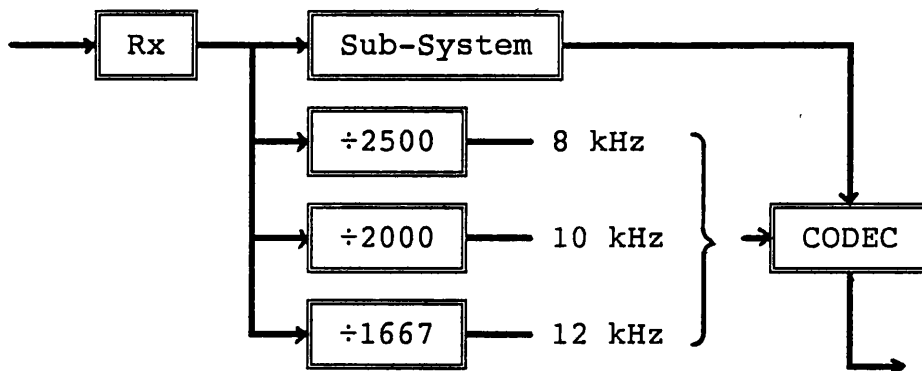 Rx
Sub-System
÷2500
8 kHz
÷2000
10 kHz
CODEC
÷1667
12 kHz